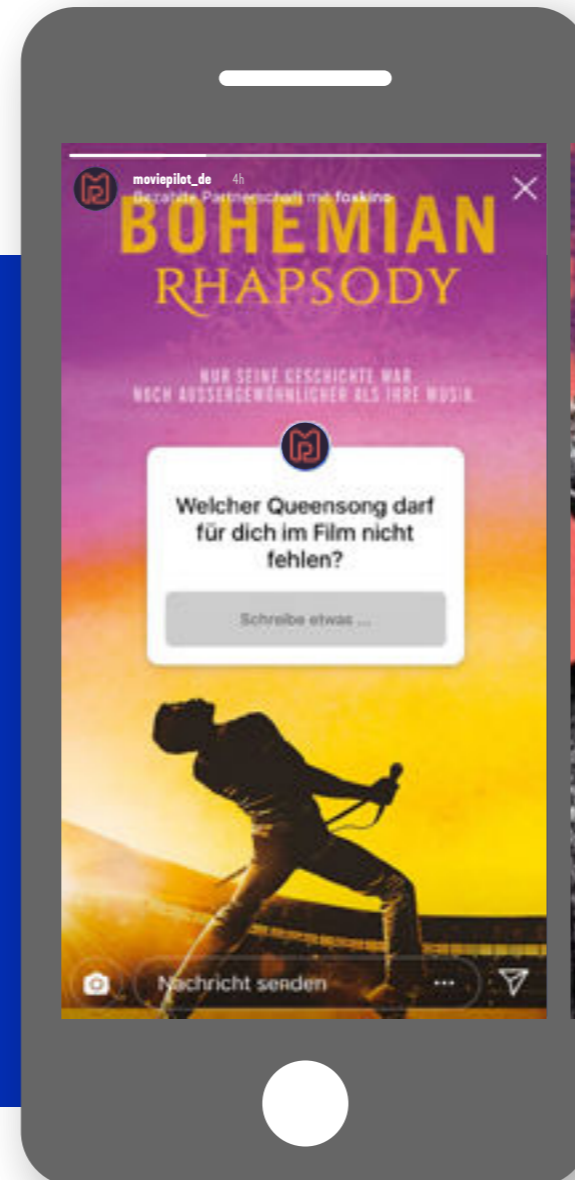 moviepilot_de 4h
Bezahlte Partnerschaft mit foxkino
BOHEMIAN
RHAPSODY
NUR SEINE GESCHICHTE WAR
NOCH AUSSERGEWÖHNLICHER ALS IHRE MUSIK.
Welcher Queensong darf
für dich im Film nicht
fehlen?
Schreibe etwas ...
Nachricht senden